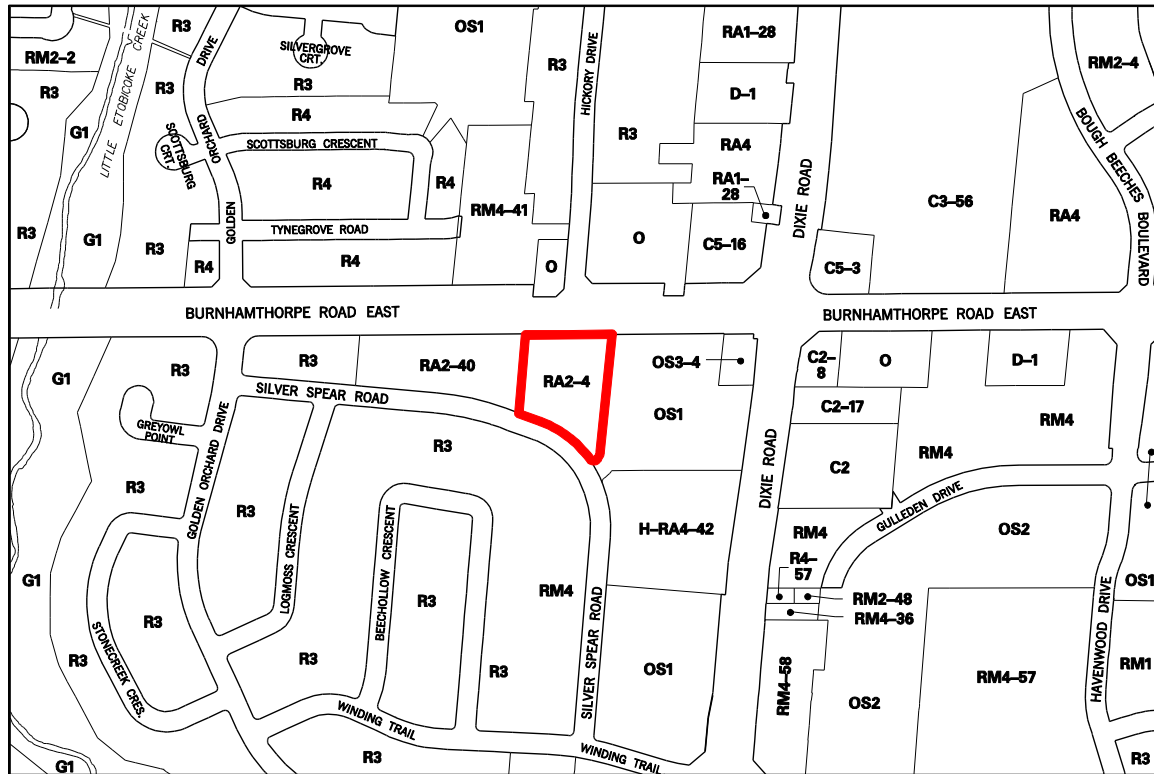 R3
OS1
RA1–28
RM2–2
SILVERGROVE
CRT.
DRIVE
R3
HICKORY DRIVE
RM2–4
LITTLE ETOBICOKE CREEK
R3
R3
R3
D–1
R4
BOUGH BEECHES BOULEVARD
G1
ORCHARD
SCOTTSBURG CRESCENT
R3
RA4
SCOTTSBURG
CRT.
RA1–
28
DIXIE ROAD
R4
R4
C3–56
RA4
RM4–41
R3
G1
R3
GOLDEN
TYNEGROVE ROAD
O
C5–16
R4
R4
O
C5–3
BURNHAMTHORPE ROAD EAST
BURNHAMTHORPE ROAD EAST
R3
R3
RA2–40
RA2–4
OS3–4
C2–
8
O
D–1
G1
SILVER SPEAR ROAD
OS1
C2–17
RM4
GREYOWL
POINT
GOLDEN ORCHARD DRIVE
R3
DIXIE ROAD
C2
RM4
R3
R3
LOGMOSS CRESCENT
BEECHOLLOW CRESCENT
H–RA4–42
GULLEDEN DRIVE
OS2
RM4
R4–
57
G1
R3
RM4
SILVER SPEAR ROAD
RM2–48
OS1
RM4–36
STONECREEK CRES.
R3
R3
R3
R3
OS1
RM4–58
OS2
RM4–57
HAVENWOOD DRIVE
RM1
WINDING TRAIL
WINDING TRAIL
R3
R3
G1